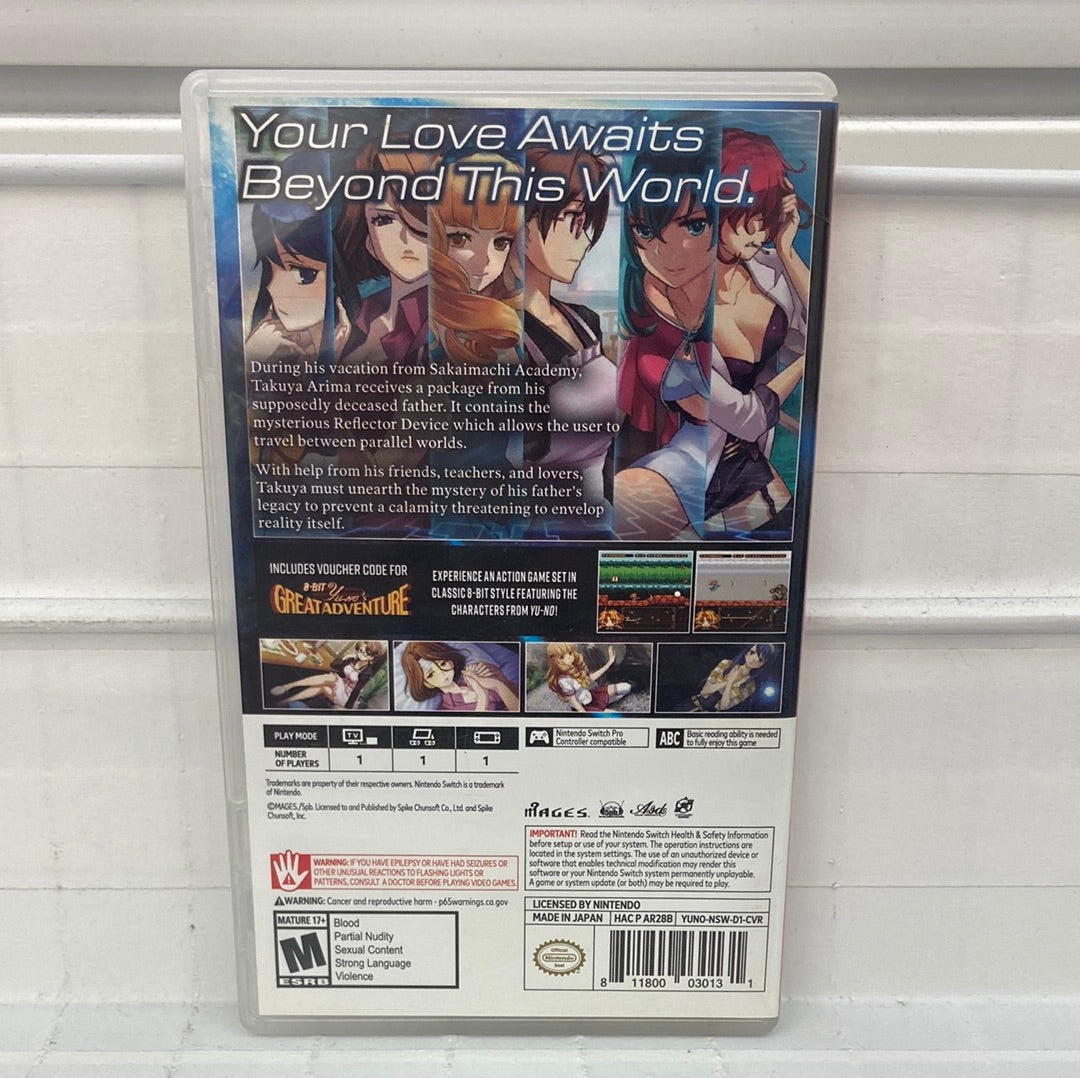 Your Love Awaits
Beyond This World.
During his vacation from Sakaimachi Academy,
Takuya Arima receives a package from his
supposedly deceased father. It contains the
mysterious Reflector Device which allows the user to
travel between parallel worlds.
With help from his friends, teachers, and lovers,
Takuya must unearth the mystery of his father's
legacy to prevent a calamity threatening to envelop
reality itself.
INCLUDES VOUCHER CODE FOR
8-BIT Yu-no's
GREAT ADVENTURE
EXPERIENCE AN ACTION GAME SET IN
CLASSIC 8-BIT STYLE FEATURING THE
CHARACTERS FROM YU-NO!
PLAY MODE
TV
NUMBER
OF PLAYERS
1 1 1
Nintendo Switch Pro
Controller compatible
ABC
Basic reading ability is needed
to fully enjoy this game
Trademarks are property of their respective owners. Nintendo Switch is a trademark
of Nintendo.
©MAGES./5pb. Licensed to and Published by Spike Chunsoft Co., Ltd. and Spike
Chunsoft, Inc.
MAGES. 5pb.
IMPORTANT! Read the Nintendo Switch Health & Safety Information
before setup or use of your system. The operation instructions are
located in the system settings. The use of an unauthorized device or
software that enables technical modification may render this
software or your Nintendo Switch system permanently unplayable.
A game or system update (or both) may be required to play.
WARNING: IF YOU HAVE EPILEPSY OR HAVE HAD SEIZURES OR
OTHER UNUSUAL REACTIONS TO FLASHING LIGHTS OR
PATTERNS, CONSULT A DOCTOR BEFORE PLAYING VIDEO GAMES.
WARNING: Cancer and reproductive harm - p65warnings.ca.gov
MATURE 17+
M
ESRB
Blood
Partial Nudity
Sexual Content
Strong Language
Violence
LICENSED BY NINTENDO
MADE IN JAPAN HAC P AR28B YUNO-NSW-D1-CVR
Official
Nintendo
Seal
8 11800 03013 1